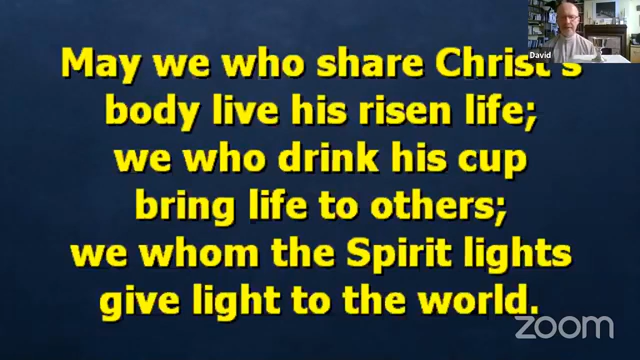 May we who share Christ's
body live his risen life;
we who drink his cup
bring life to others;
we whom the Spirit lights
give light to the world.
David
zoom